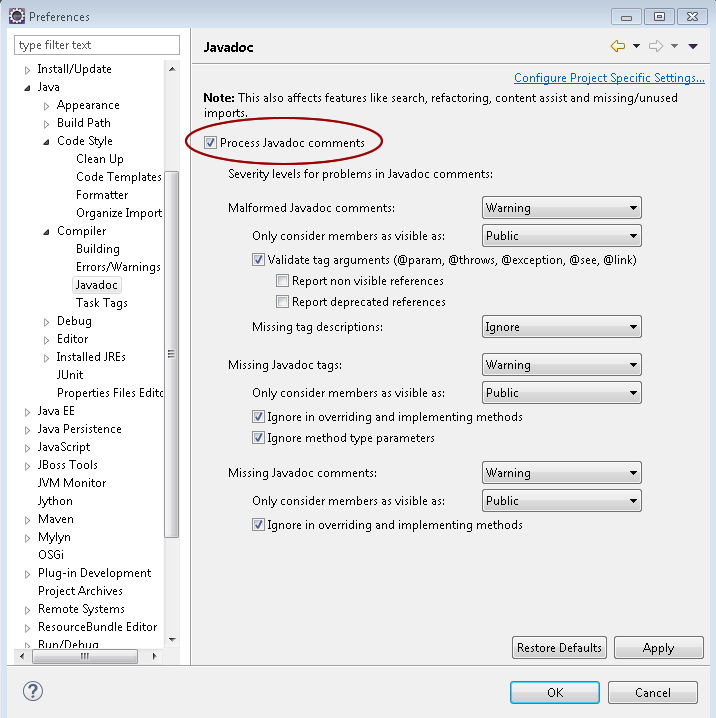 Preferences
type filter text
Install/Update
Java
Appearance
Build Path
Code Style
Clean Up
Code Templates
Formatter
Organize Import
Compiler
Building
Errors/Warnings
Javadoc
Task Tags
Debug
Editor
Installed JREs
JUnit
Properties Files Edito
Java EE
Java Persistence
JavaScript
JBoss Tools
JVM Monitor
Jython
Maven
Mylyn
OSGi
Plug-in Development
Project Archives
Remote Systems
ResourceBundle Editor
Run/Debug
Javadoc
Configure Project Specific Settings...
Note: This also affects features like search, refactoring, content assist and missing/unused
imports.
Process Javadoc comments
Severity levels for problems in Javadoc comments:
Malformed Javadoc comments: Warning
Only consider members as visible as: Public
Validate tag arguments (@param, @throws, @exception, @see, @link)
Report non visible references
Report deprecated references
Missing tag descriptions: Ignore
Missing Javadoc tags: Warning
Only consider members as visible as: Public
Ignore in overriding and implementing methods
Ignore method type parameters
Missing Javadoc comments: Warning
Only consider members as visible as: Public
Ignore in overriding and implementing methods
Restore Defaults Apply
? OK Cancel